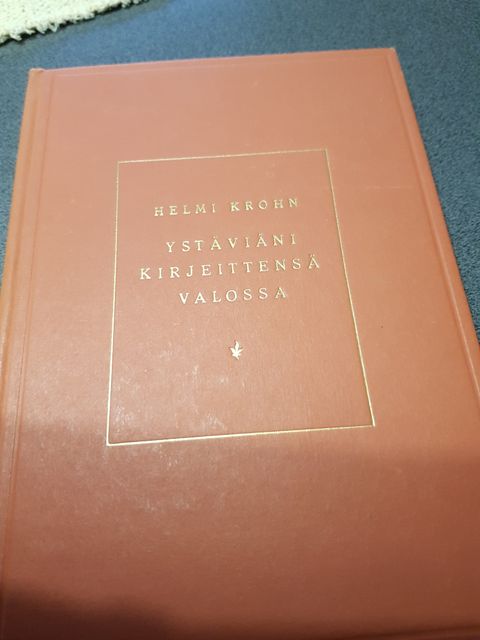 HELMI KROHN
YSTÄVIÄNI
KIRJEITTENSÄ
VALOSSA